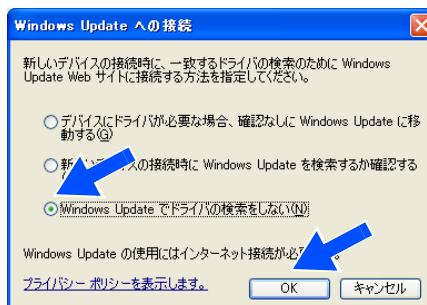 Windows Update への接続
新しいデバイスの接続時に、一致するドライバの検索のために Windows
Update Web サイトに接続する方法を指定してください。
デバイスにドライバが必要な場合、確認なしに Windows Update に移
動する(G)
新しいデバイスの接続時に Windows Update を検索するか確認する
Windows Update でドライバの検索をしない(N)
Windows Update の使用にはインターネット接続が必
プライバシー ポリシーを表示します。
OK
キャンセル